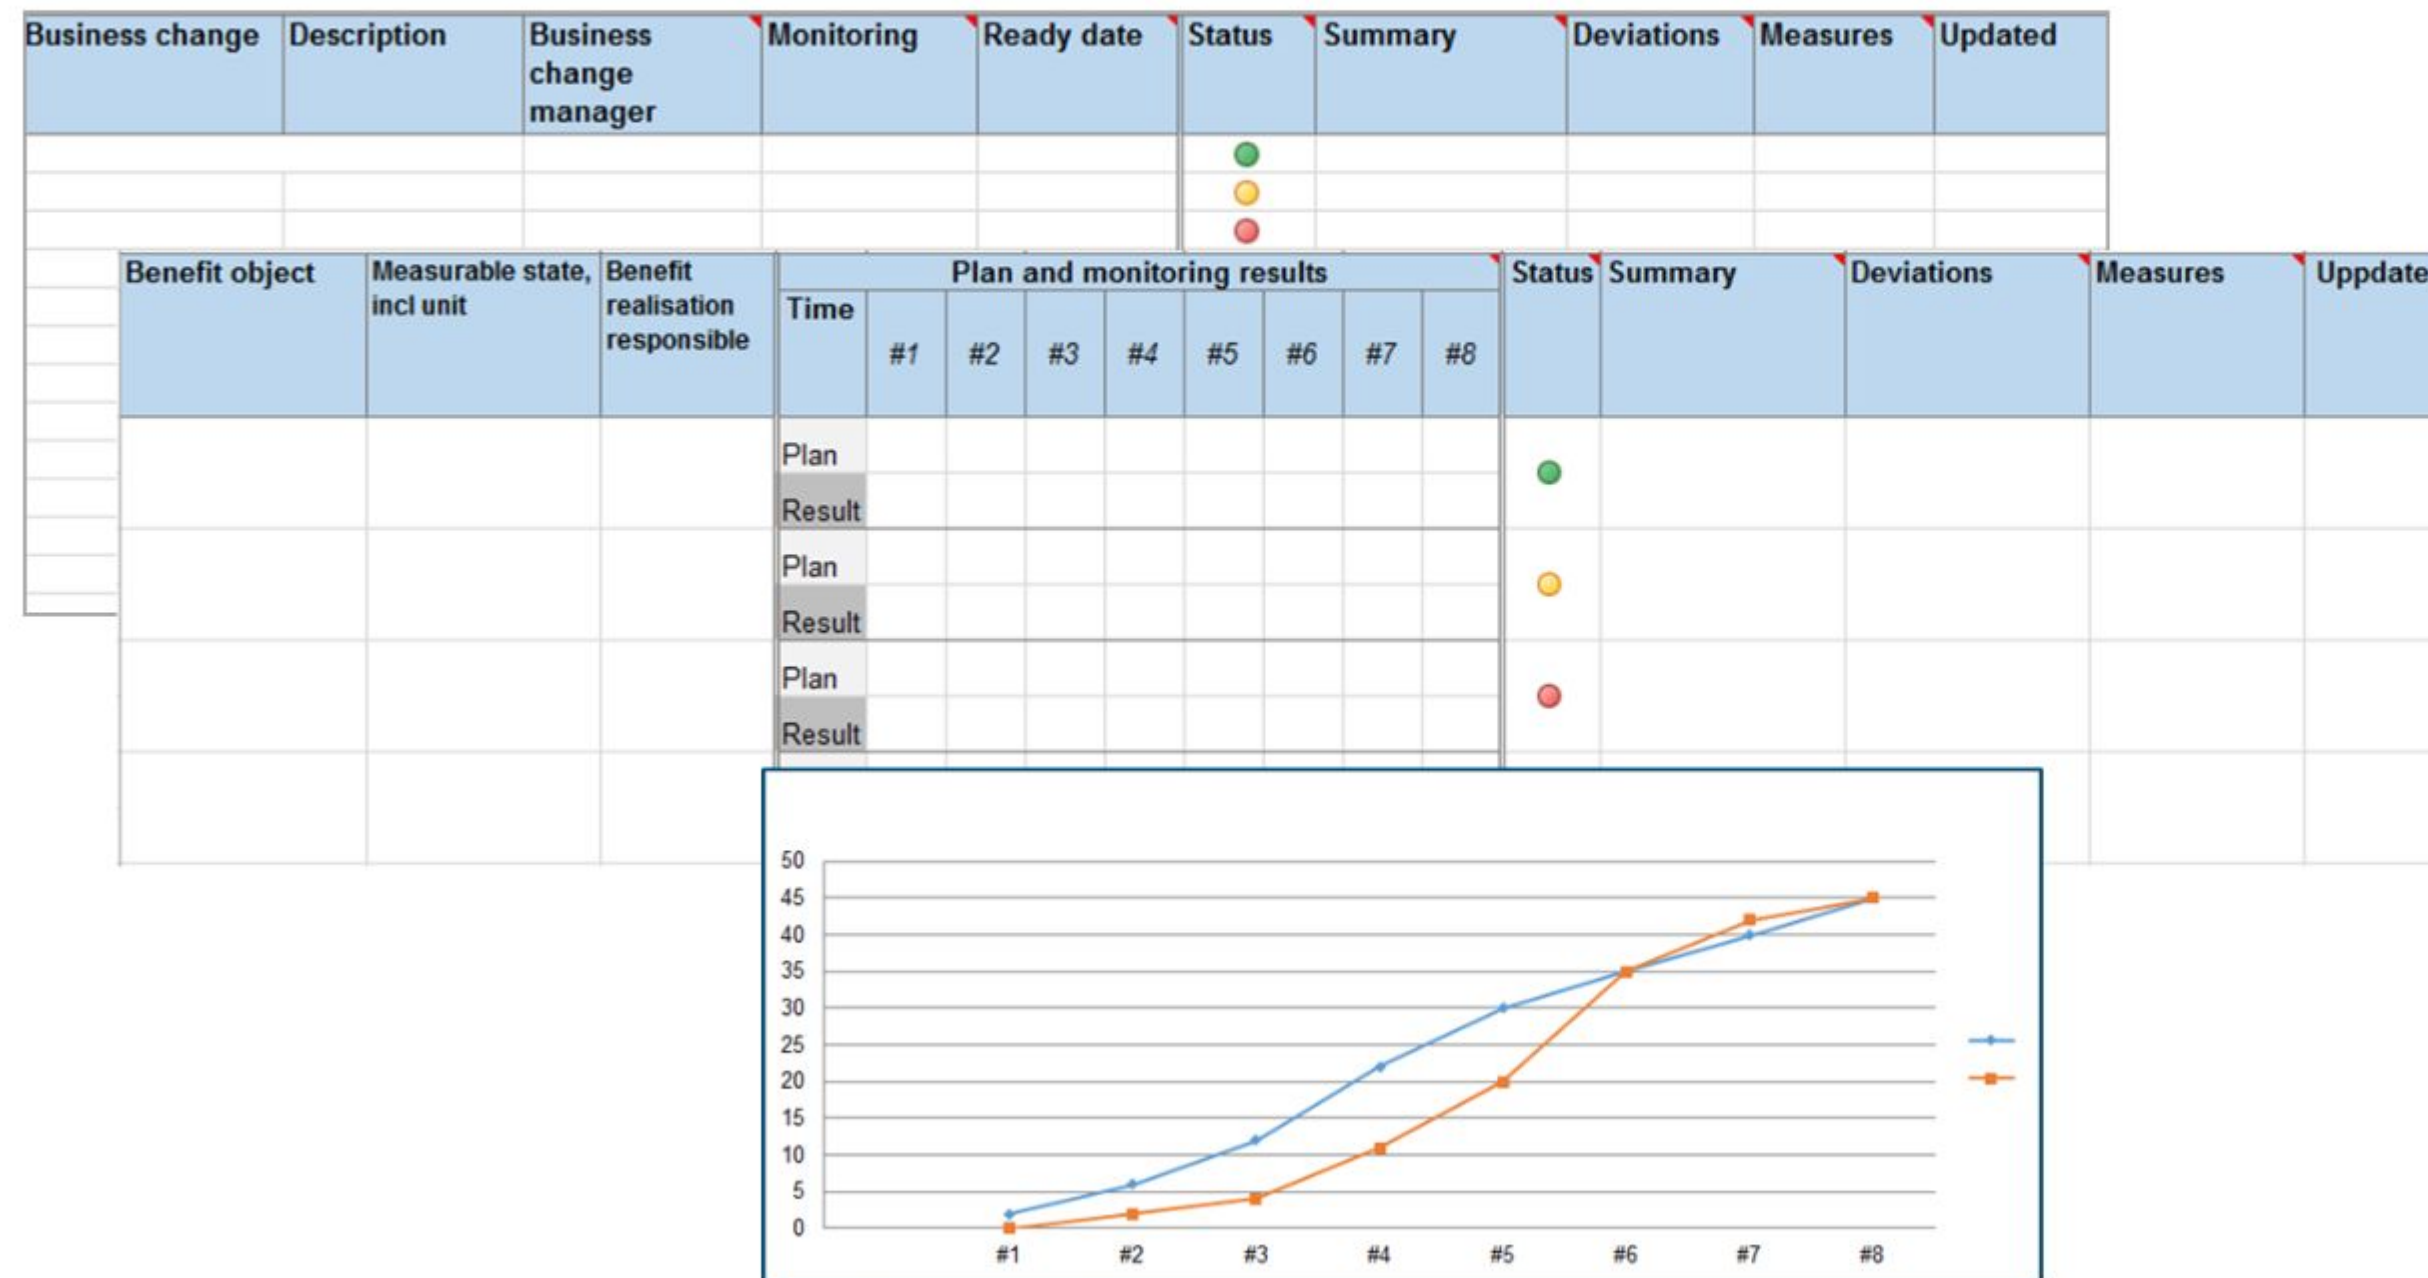 Business change Description Business change manager Monitoring Ready date Status Summary Deviations Measures Updated
Benefit object Measurable state, incl unit Benefit realisation responsible Plan and monitoring results Status Summary Deviations Measures Uppdate
Time #1 #2 #3 #4 #5 #6 #7 #8
Plan
Result
Plan
Result
Plan
Result
50
45
40
35
30
25
20
15
10
5
0
#1 #2 #3 #4 #5 #6 #7 #8